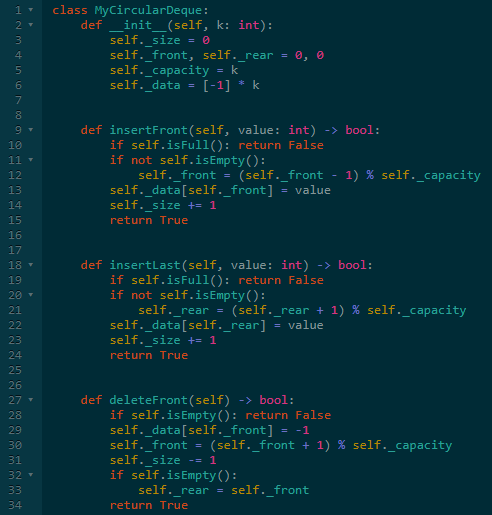 1 class MyCircularDeque:
2     def __init__(self, k: int):
3         self._size = 0
4         self._front, self._rear = 0, 0
5         self._capacity = k
6         self._data = [-1] * k
7
8
9     def insertFront(self, value: int) -> bool:
10         if self.isFull(): return False
11         if not self.isEmpty():
12             self._front = (self._front - 1) % self._capacity
13         self._data[self._front] = value
14         self._size += 1
15         return True
16
17
18     def insertLast(self, value: int) -> bool:
19         if self.isFull(): return False
20         if not self.isEmpty():
21             self._rear = (self._rear + 1) % self._capacity
22         self._data[self._rear] = value
23         self._size += 1
24         return True
25
26
27     def deleteFront(self) -> bool:
28         if self.isEmpty(): return False
29         self._data[self._front] = -1
30         self._front = (self._front + 1) % self._capacity
31         self._size -= 1
32         if self.isEmpty():
33             self._rear = self._front
34         return True